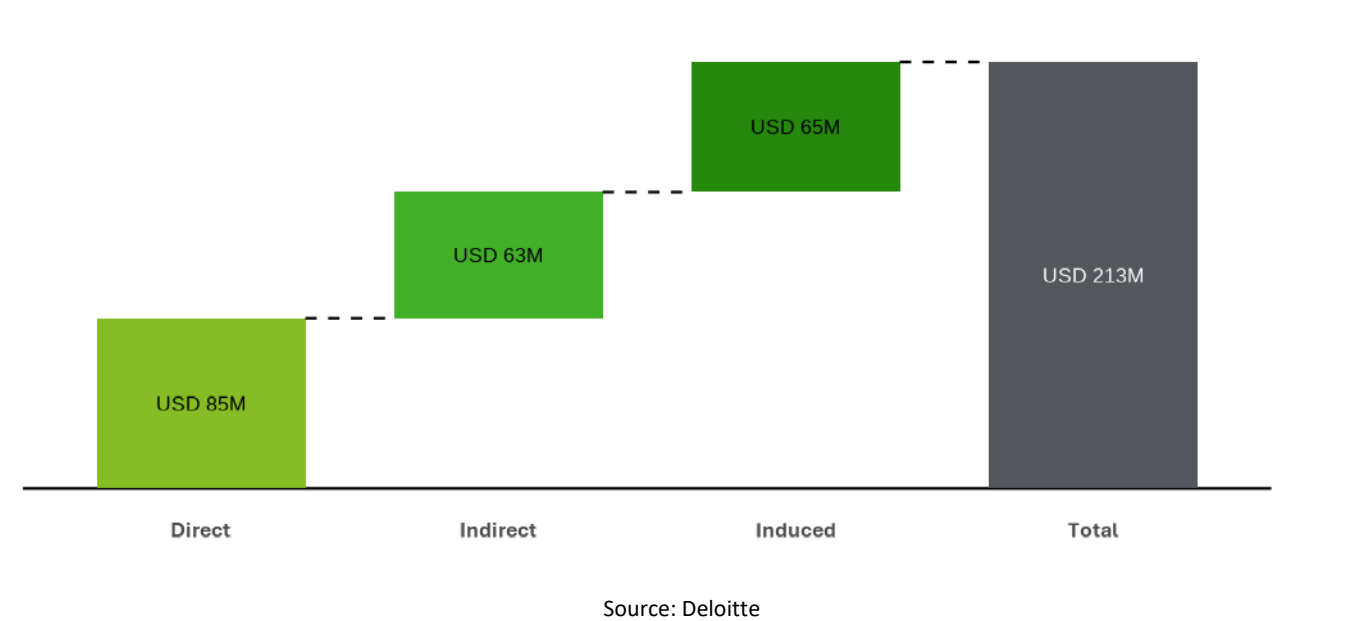 USD 65M
USD 63M
USD 213M
USD 85M
Direct
Indirect
Induced
Total
Source: Deloitte